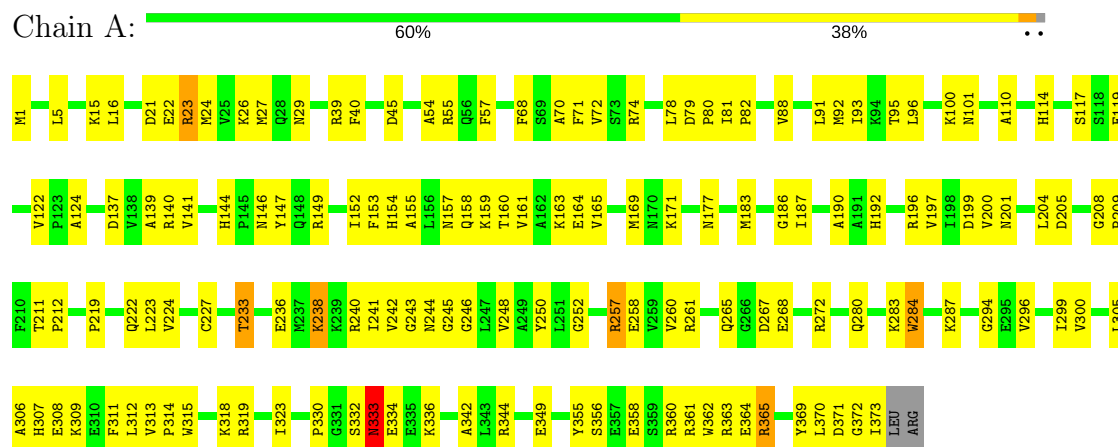 Chain A:
60% 38% • •
M1 L5 K15 L16 D21 E22 R23 M24 V25 K26 M27 Q28 N29 R39 F40 D45 A54 R55 Q56 F57 F68 S69 A70 F71 V72 S73 R74 L78 D79 P80 I81 P82 V88 L91 M92 I93 K94 T95 L96 K100 N101 A110 H114 S117 S118 E119
V122 P123 A124 D137 V138 A139 R140 V141 H144 P145 N146 Y147 Q148 R149 I152 F153 H154 A155 L156 N157 Q158 K159 T160 V161 A162 K163 E164 V165 M169 N170 K171 N177 M183 G186 I187 A190 A191 H192 R196 V197 I198 D199 V200 N201 L204 D205 G208 P209
F210 T211 P212 P219 Q222 L223 V224 C227 T233 E236 M237 K238 K239 R240 I241 V242 G243 N244 G245 G246 L247 V248 A249 Y250 L251 G252 R257 E258 V259 V260 R261 Q265 G266 D267 E268 R272 Q280 K283 W284 K287 G294 E295 V296 I299 V300 L305
A306 H307 E308 K309 E310 F311 L312 V313 P314 W315 K318 R319 I323 P330 G331 S332 N333 E334 E335 K336 A342 L343 R344 E349 Y355 S356 E357 E358 S359 R360 R361 W362 R363 E364 R365 Y369 L370 D371 G372 I373 LEU ARG